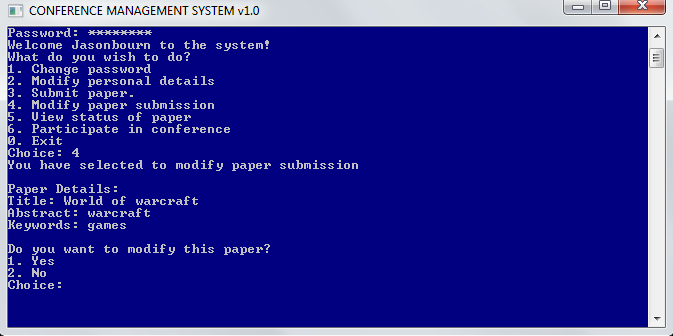 CONFERENCE MANAGEMENT SYSTEM v1.0
Password: ********
Welcome Jasonbourn to the system!
What do you wish to do?
1. Change password
2. Modify personal details
3. Submit paper.
4. Modify paper submission
5. View status of paper
6. Participate in conference
0. Exit
Choice: 4
You have selected to modify paper submission
Paper Details:
Title: World of warcraft
Abstract: warcraft
Keywords: games
Do you want to modify this paper?
1. Yes
2. No
Choice: